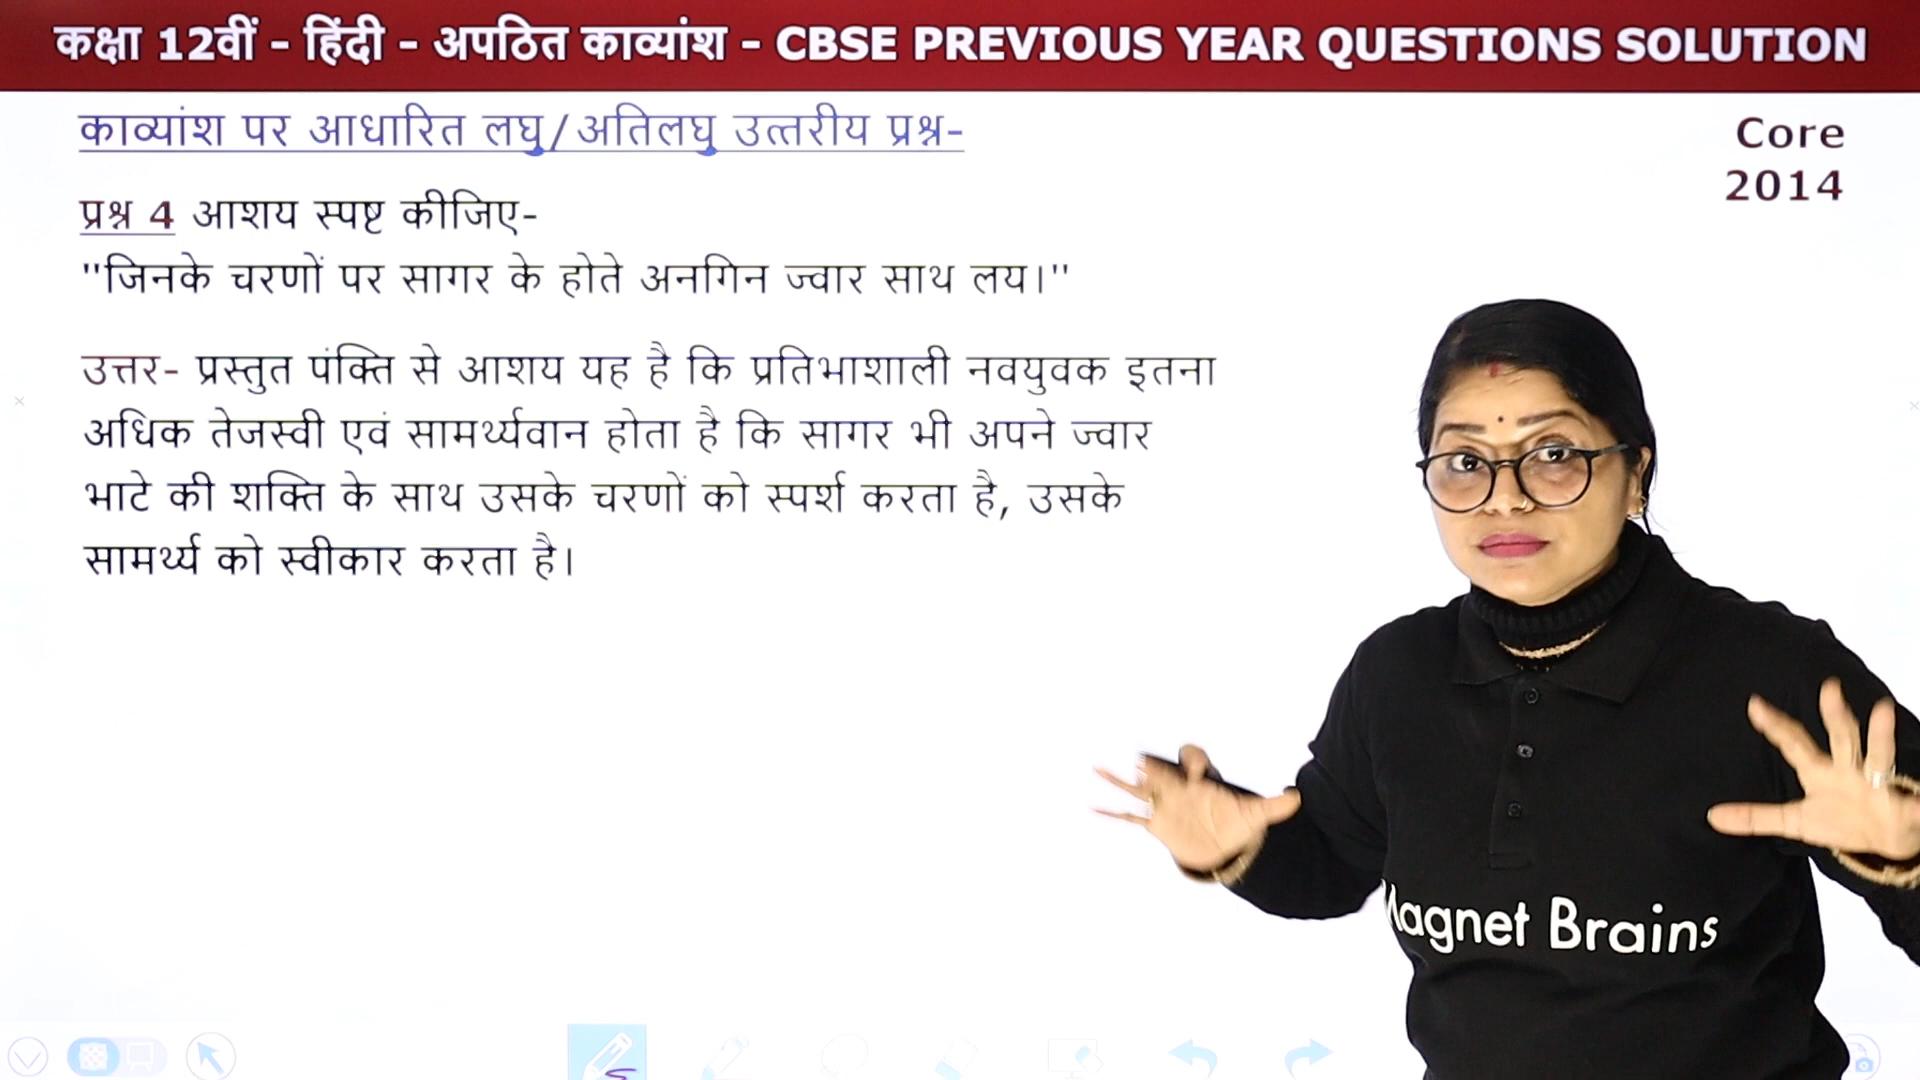 कक्षा 12वीं - हिंदी - अपठित काव्यांश - CBSE PREVIOUS YEAR QUESTIONS SOLUTION
काव्यांश पर आधारित लघु/अतिलघु उत्तरीय प्रश्न-
Core
2014
प्रश्न 4 आशय स्पष्ट कीजिए-
"जिनके चरणों पर सागर के होते अनगिन ज्वार साथ लय।"
उत्तर- प्रस्तुत पंक्ति से आशय यह है कि प्रतिभाशाली नवयुवक इतना
अधिक तेजस्वी एवं सामर्थ्यवान होता है कि सागर भी अपने ज्वार
भाटे की शक्ति के साथ उसके चरणों को स्पर्श करता है, उसके
सामर्थ्य को स्वीकार करता है।
Magnet Brains